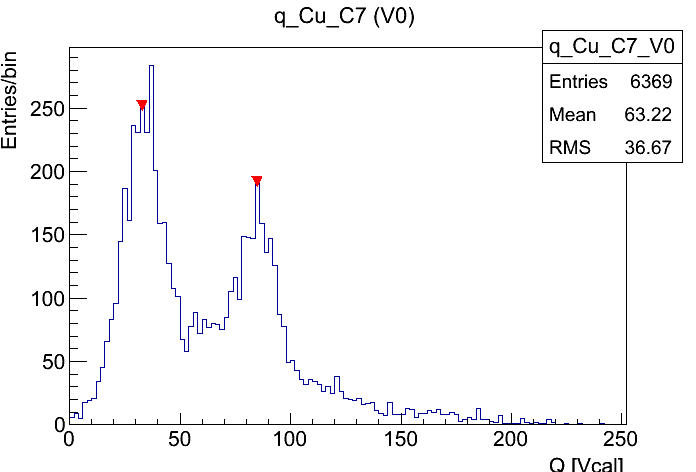 q_Cu_C7 (V0)
q_Cu_C7_V0
Entries 6369
Mean 63.22
RMS 36.67
Entries/bin
250
200
150
100
50
0
0 50 100 150 200 250
Q [Vcal]